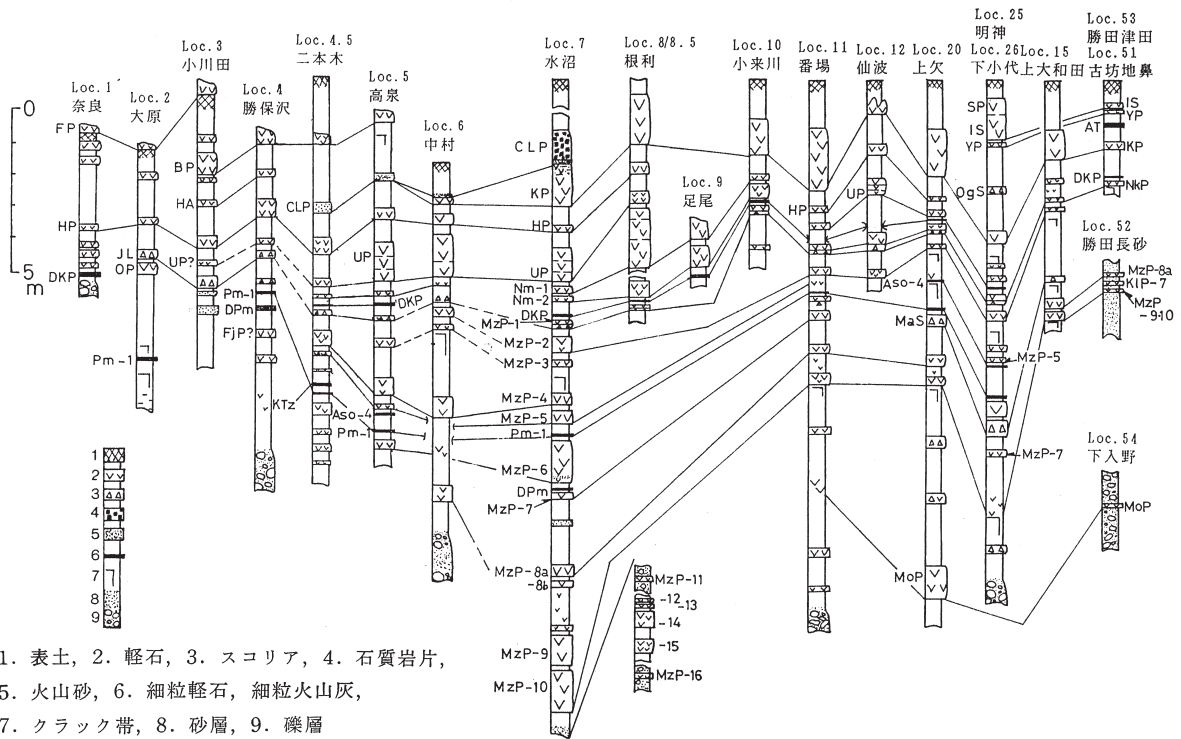 Loc. 1
奈良
Loc. 2
大原
Loc. 3
小川田
Loc. 4
勝保沢
Loc. 4.5
二本木
Loc. 5
高泉
Loc. 6
中村
Loc. 7
水沼
Loc. 8/8.5
根利
Loc. 9
足尾
Loc. 10
小来川
Loc. 11
番場
Loc. 12
仙波
Loc. 20
上欠
Loc. 25
明神
Loc. 26
下小代
Loc. 15
上大和田
Loc. 53
勝田津田
Loc. 51
古坊地鼻
Loc. 52
勝田長砂
Loc. 54
下入野
0
5
m
FP
HP
DKP
JL
OP
Pm-1
BP
HA
UP?
Pm-1
DPm
FjP?
CLP
KTz
UP
DKP
Aso-4
Pm-1
CLP
KP
HP
UP
Nm-1
Nm-2
DKP
MzP-1
MzP-2
MzP-3
MzP-4
MzP-5
Pm-1
MzP-6
DPm
MzP-7
MzP-8a
-8b
MzP-9
MzP-10
MzP-11
-12
-13
-14
-15
MzP-16
HP
UP
Aso-4
MaS
MoP
SP
IS
YP
OgS
MzP-5
MzP-7
IS
YP
AT
KP
DKP
NkP
MzP-8a
KIP-7
MzP
-9-10
MoP
1
2
3
4
5
6
7
8
9
1. 表土, 2. 軽石, 3. スコリア, 4. 石質岩片,
5. 火山砂, 6. 細粒軽石, 細粒火山灰,
7. クラック帯, 8. 砂層, 9. 礫層